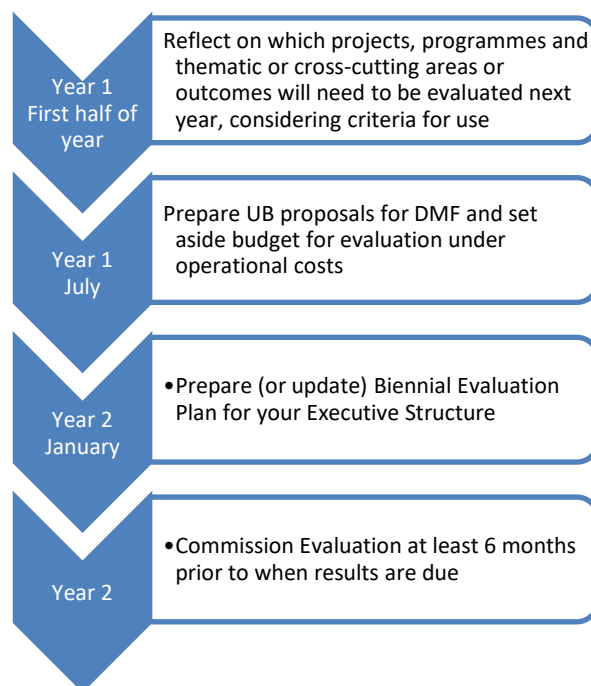 Year 1
First half of
year
Reflect on which projects, programmes and
thematic or cross-cutting areas or
outcomes will need to be evaluated next
year, considering criteria for use
Year 1
July
Prepare UB proposals for DMF and set
aside budget for evaluation under
operational costs
Year 2
January
•Prepare (or update) Biennial Evaluation
Plan for your Executive Structure
Year 2
•Commission Evaluation at least 6 months
prior to when results are due